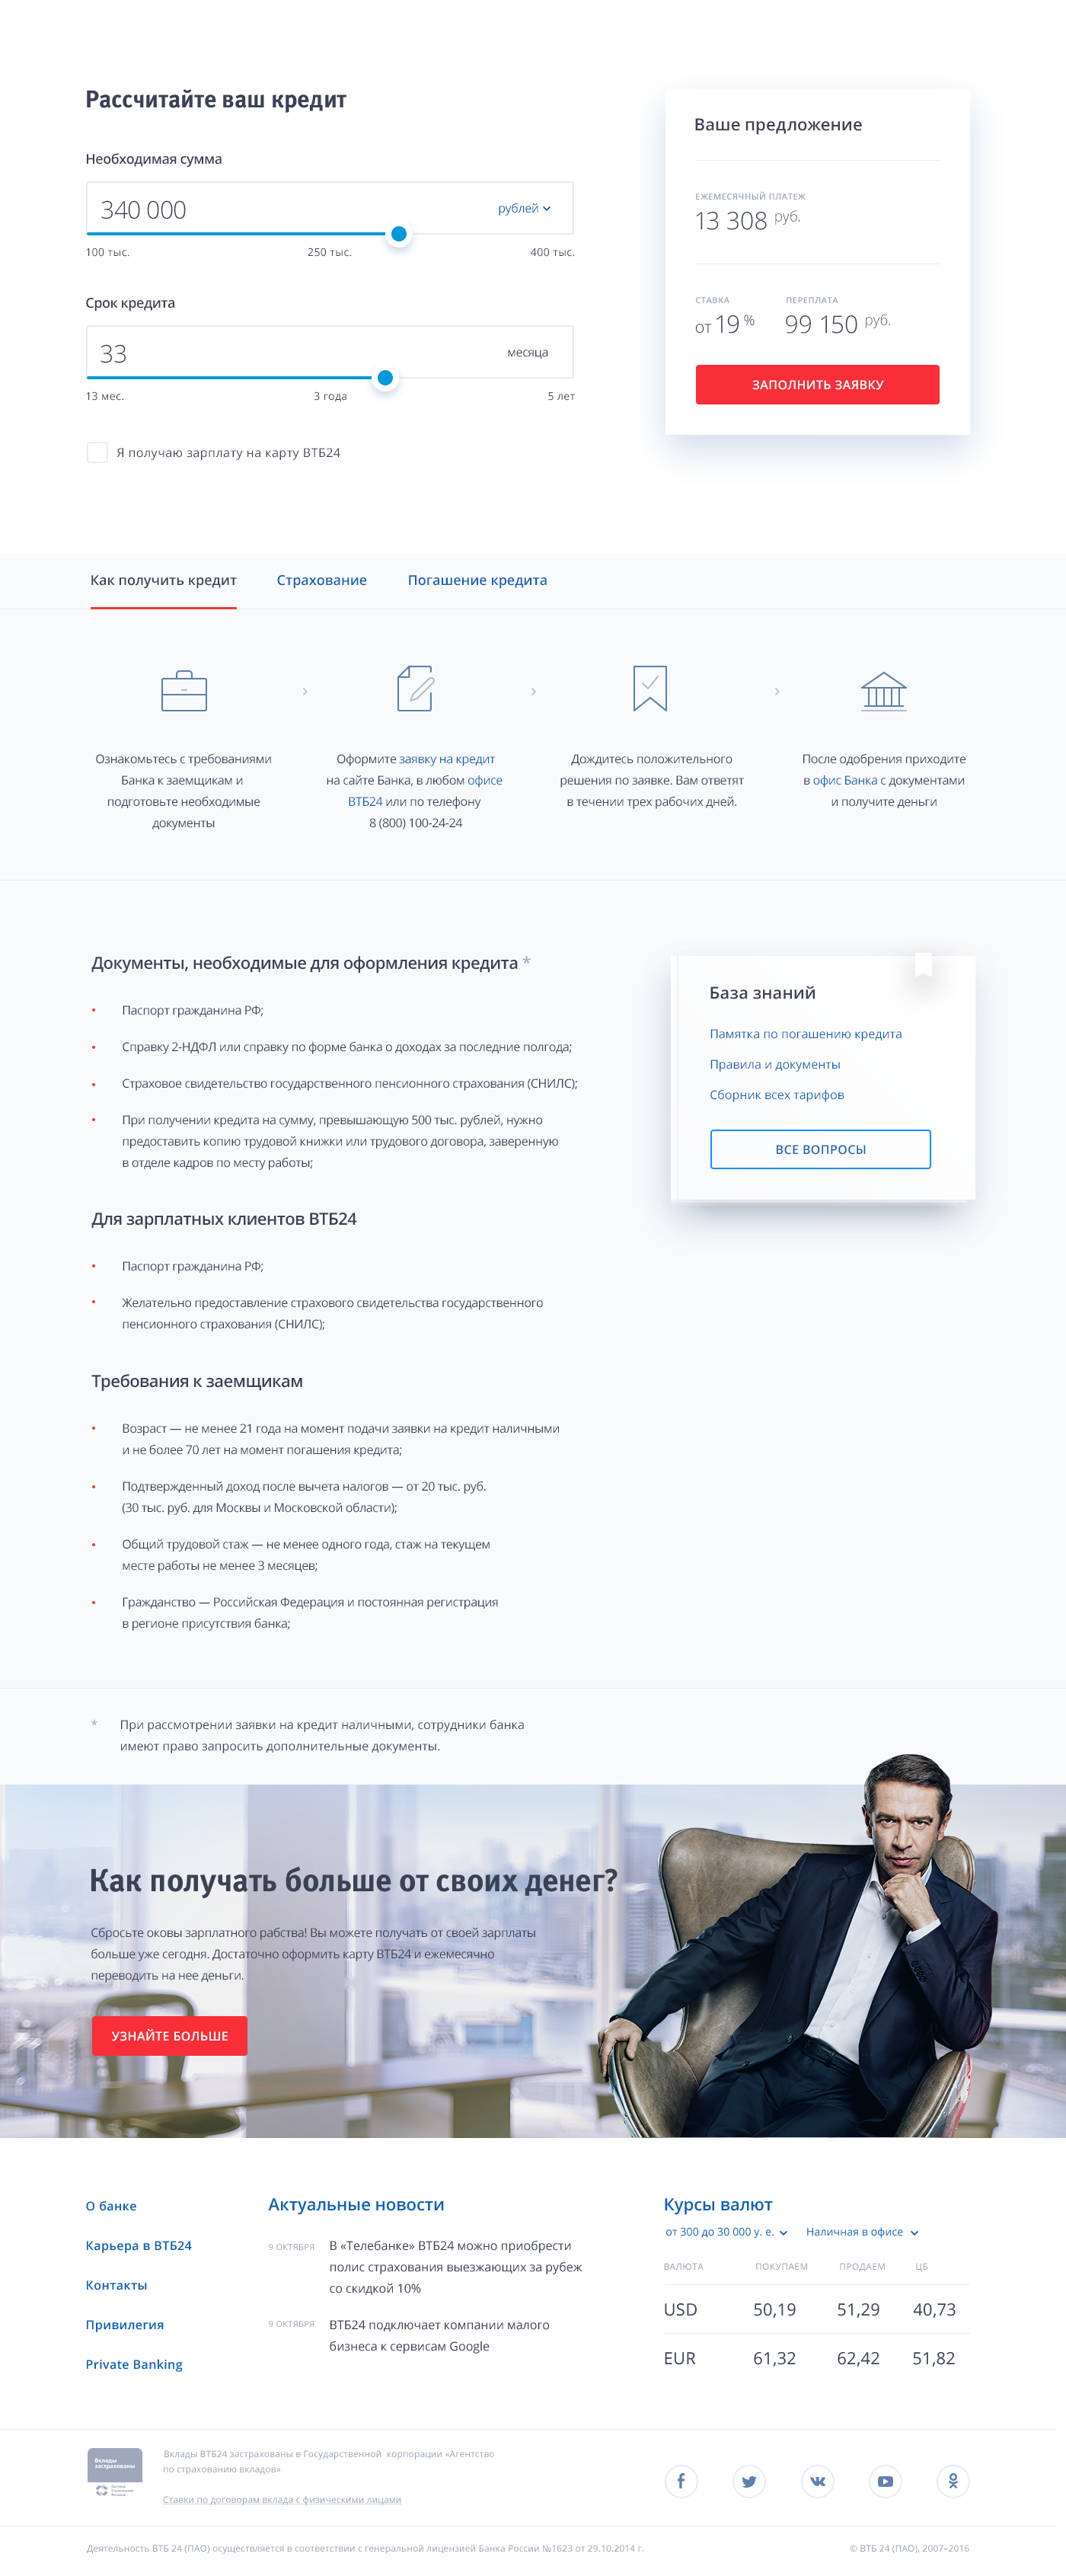 Рассчитайте ваш кредит
Необходимая сумма
340 000
рублей
100 тыс.
250 тыс.
400 тыс.
Срок кредита
33
месяца
13 мес.
3 года
5 лет
Я получаю зарплату на карту ВТБ24
Ваше предложение
ЕЖЕМЕСЯЧНЫЙ ПЛАТЕЖ
13 308 руб.
СТАВКА
от 19 %
ПЕРЕПЛАТА
99 150 руб.
ЗАПОЛНИТЬ ЗАЯВКУ
Как получить кредит
Страхование
Погашение кредита
Ознакомьтесь с требованиями
Банка к заемщикам и
подготовьте необходимые
документы
Оформите заявку на кредит
на сайте Банка, в любом офисе
ВТБ24 или по телефону
8 (800) 100-24-24
Дождитесь положительного
решения по заявке. Вам ответят
в течении трех рабочих дней.
После одобрения приходите
в офис Банка с документами
и получите деньги
Документы, необходимые для оформления кредита *
Паспорт гражданина РФ;
Справку 2-НДФЛ или справку по форме банка о доходах за последние полгода;
Страховое свидетельство государственного пенсионного страхования (СНИЛС);
При получении кредита на сумму, превышающую 500 тыс. рублей, нужно
предоставить копию трудовой книжки или трудового договора, заверенную
в отделе кадров по месту работы;
Для зарплатных клиентов ВТБ24
Паспорт гражданина РФ;
Желательно предоставление страхового свидетельства государственного
пенсионного страхования (СНИЛС);
Требования к заемщикам
Возраст — не менее 21 года на момент подачи заявки на кредит наличными
и не более 70 лет на момент погашения кредита;
Подтвержденный доход после вычета налогов — от 20 тыс. руб.
(30 тыс. руб. для Москвы и Московской области);
Общий трудовой стаж — не менее одного года, стаж на текущем
месте работы не менее 3 месяцев;
Гражданство — Российская Федерация и постоянная регистрация
в регионе присутствия банка;
База знаний
Памятка по погашению кредита
Правила и документы
Сборник всех тарифов
ВСЕ ВОПРОСЫ
* При рассмотрении заявки на кредит наличными, сотрудники банка
имеют право запросить дополнительные документы.
Как получать больше от своих денег?
Сбросьте оковы зарплатного рабства! Вы можете получать от своей зарплаты
больше уже сегодня. Достаточно оформить карту ВТБ24 и ежемесячно
переводить на нее деньги.
УЗНАЙТЕ БОЛЬШЕ
О банке
Карьера в ВТБ24
Контакты
Привилегия
Private Banking
Актуальные новости
9 ОКТЯБРЯ
В «Телебанке» ВТБ24 можно приобрести
полис страхования выезжающих за рубеж
со скидкой 10%
9 ОКТЯБРЯ
ВТБ24 подключает компании малого
бизнеса к сервисам Google
Курсы валют
от 300 до 30 000 у. е.
Наличная в офисе
ВАЛЮТА ПОКУПАЕМ ПРОДАЕМ ЦБ
USD 50,19 51,29 40,73
EUR 61,32 62,42 51,82
Вклады
застрахованы
Вклады ВТБ24 застрахованы в Государственной корпорации «Агентство
по страхованию вкладов»
Ставки по договорам вклада с физическими лицами
Деятельность ВТБ 24 (ПАО) осуществляется в соответствии с генеральной лицензией Банка России №1623 от 29.10.2014 г.
© ВТБ 24 (ПАО), 2007–2016